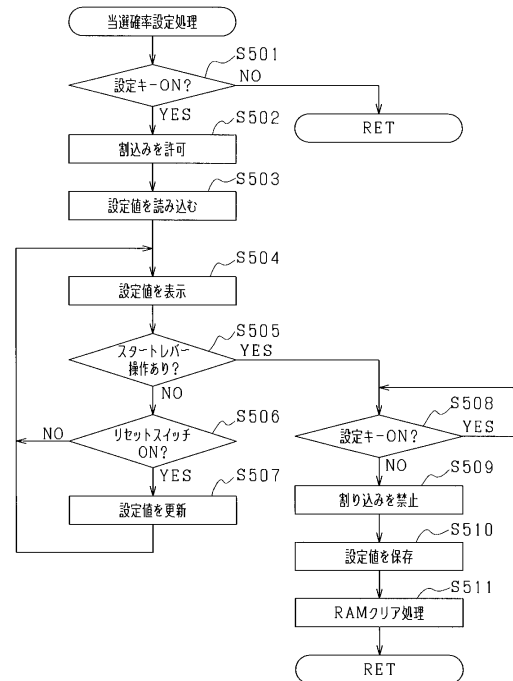 当選確率設定処理
S501
設定キーON?
NO
YES
RET
S502
割込みを許可
S503
設定値を読み込む
S504
設定値を表示
S505
スタートレバー
操作あり?
YES
NO
S506
リセットスイッチ
ON?
NO
YES
S507
設定値を更新
S508
設定キーON?
YES
NO
S509
割り込みを禁止
S510
設定値を保存
S511
RAMクリア処理
RET